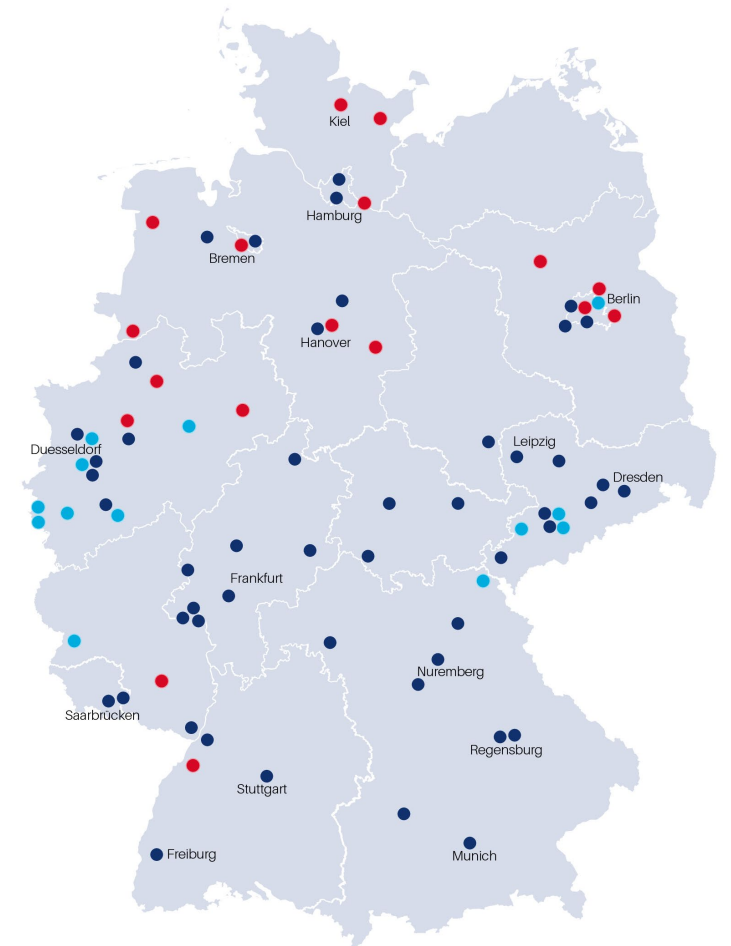 Kiel
Hamburg
Bremen
Berlin
Hanover
Leipzig
Duesseldorf
Dresden
Frankfurt
Nuremberg
Saarbrücken
Regensburg
Stuttgart
Freiburg
Munich